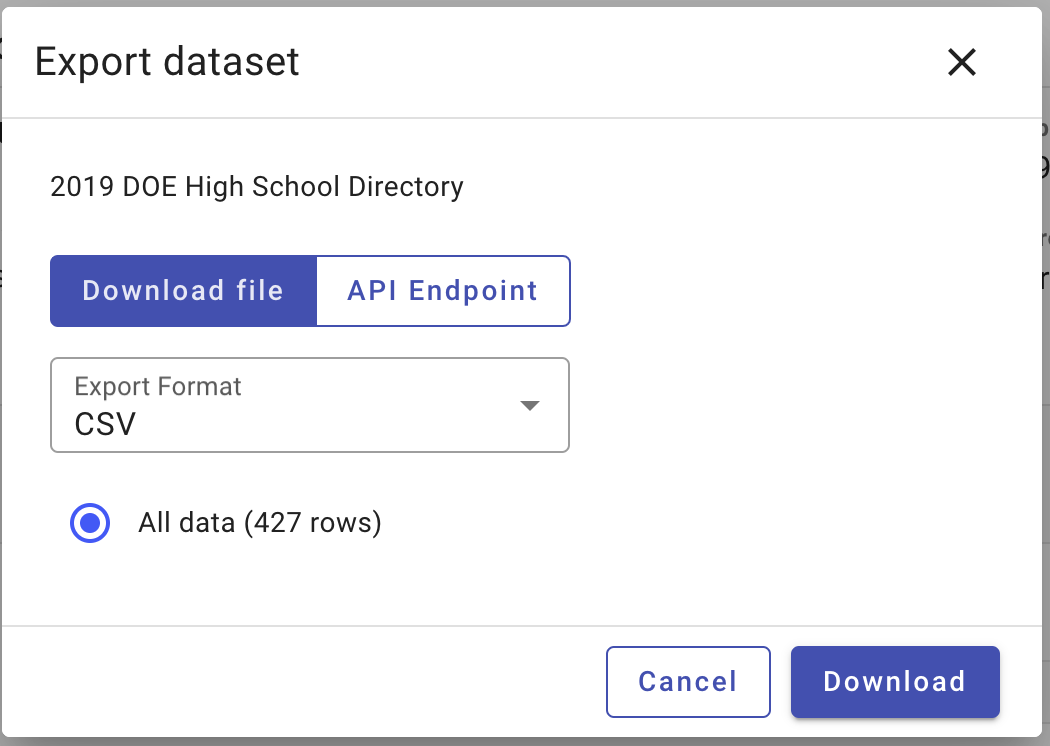 Export dataset
2019 DOE High School Directory
Download file
API Endpoint
Export Format
CSV
All data (427 rows)
Cancel
Download